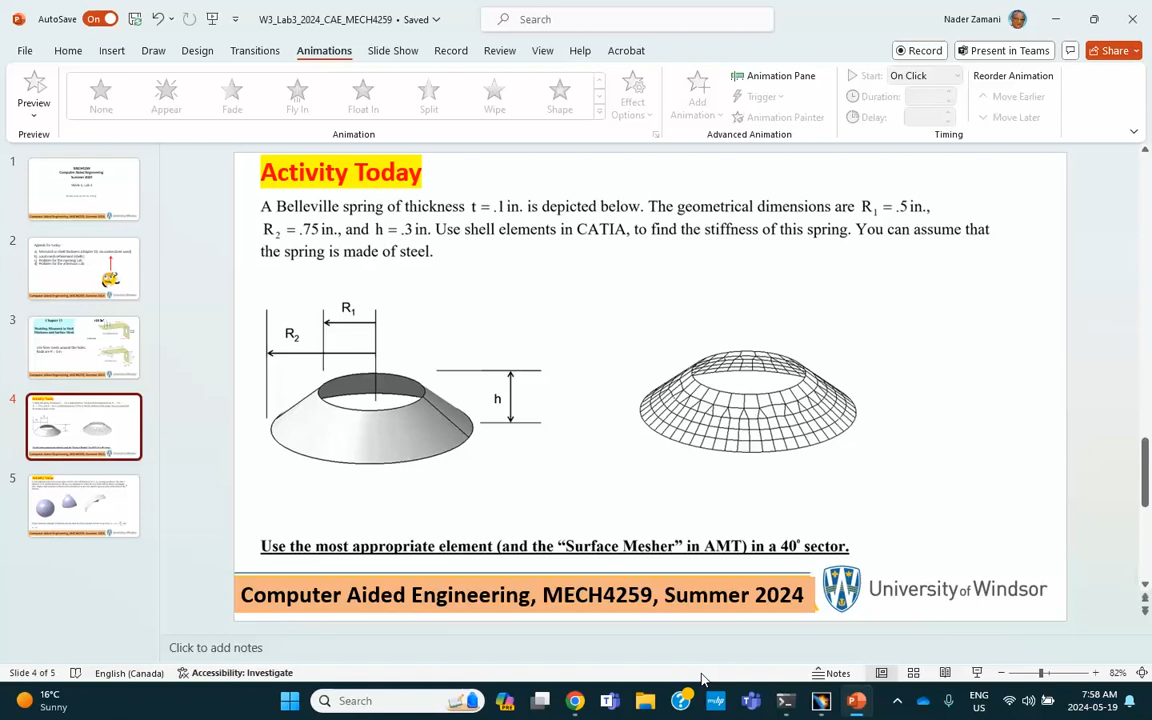 AutoSave On W3_Lab3_2024_CAE_MECH4259 • Saved Search Nader Zamani
File Home Insert Draw Design Transitions Animations Slide Show Record Review View Help Acrobat Record Present in Teams Share
Preview None Appear Fade Fly In Float In Split Wipe Shape Effect Options Add Animation Animation Pane Trigger Animation Painter Start: On Click Duration: Delay: Reorder Animation Move Earlier Move Later
Preview Animation Advanced Animation Timing
1
2
3
4
5
Activity Today
A Belleville spring of thickness t = .1 in. is depicted below. The geometrical dimensions are R₁ = .5 in.,
R₂ = .75 in., and h = .3 in. Use shell elements in CATIA, to find the stiffness of this spring. You can assume that
the spring is made of steel.
R₁
R₂
h
Use the most appropriate element (and the “Surface Mesher” in AMT) in a 40° sector.
Computer Aided Engineering, MECH4259, Summer 2024
University of Windsor
Click to add notes
Slide 4 of 5 English (Canada) Accessibility: Investigate Notes 82%
16°C
Sunny
Search
PRE
ENG
US
7:58 AM
2024-05-19